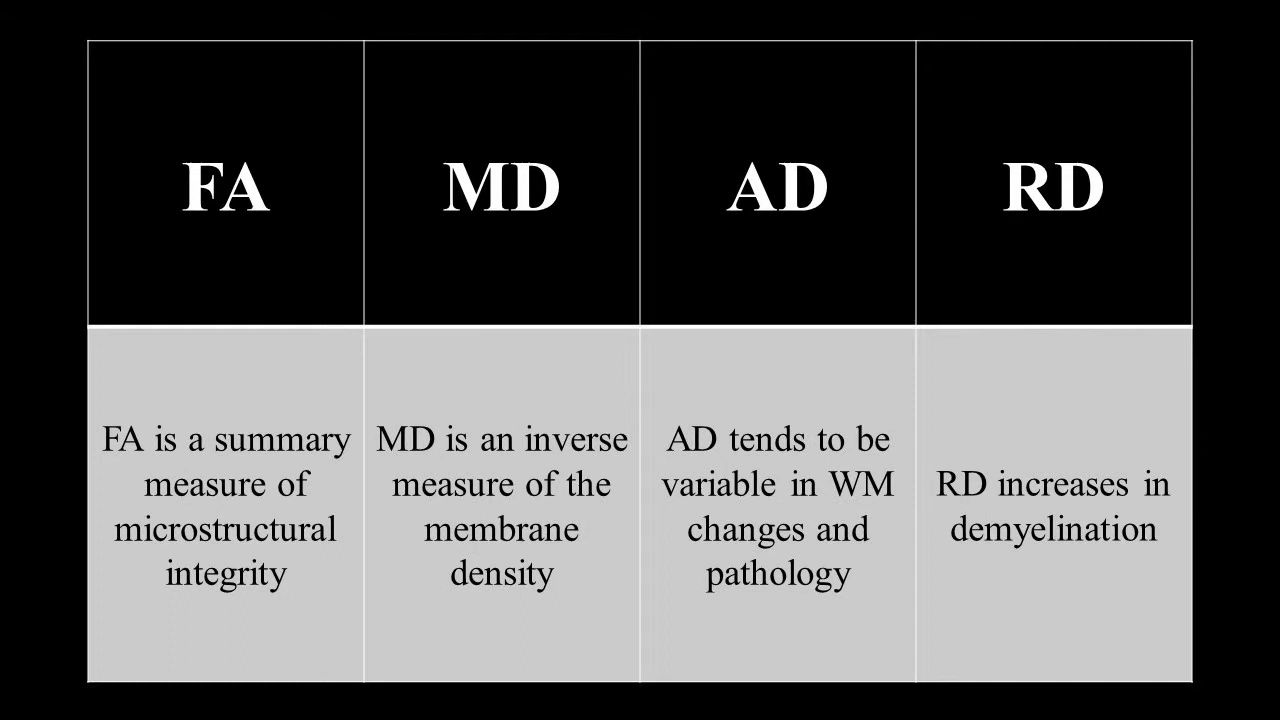 FA
MD
AD
RD
FA is a summary
measure of
microstructural
integrity
MD is an inverse
measure of the
membrane
density
AD tends to be
variable in WM
changes and
pathology
RD increases in
demyelination